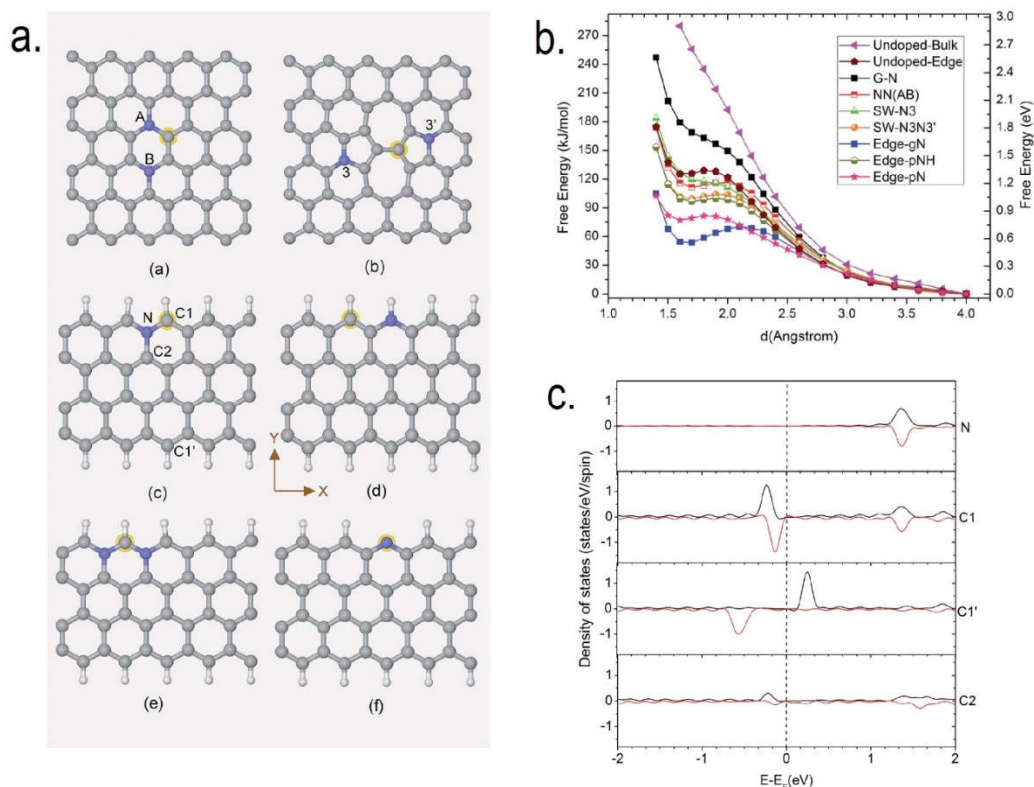 a.
A
B
(a)
3
3'
(b)
N
C1
C2
C1'
(c)
Y
X
(d)
(e)
(f)
b.
Free Energy (kJ/mol)
270
240
210
180
150
120
90
60
30
0
Undoped-Bulk
Undoped-Edge
G-N
NN(AB)
SW-N3
SW-N3N3'
Edge-gN
Edge-pNH
Edge-pN
3.0
2.7
2.4
2.1
1.8
1.5
1.2
0.9
0.6
0.3
0.0
Free Energy (eV)
1.0 1.5 2.0 2.5 3.0 3.5 4.0
d(Angstrom)
c.
Density of states (states/eV/spin)
1
0
-1
N
1
0
-1
C1
1
0
-1
C1'
1
0
-1
C2
-2 -1 0 1 2
E-EF(eV)